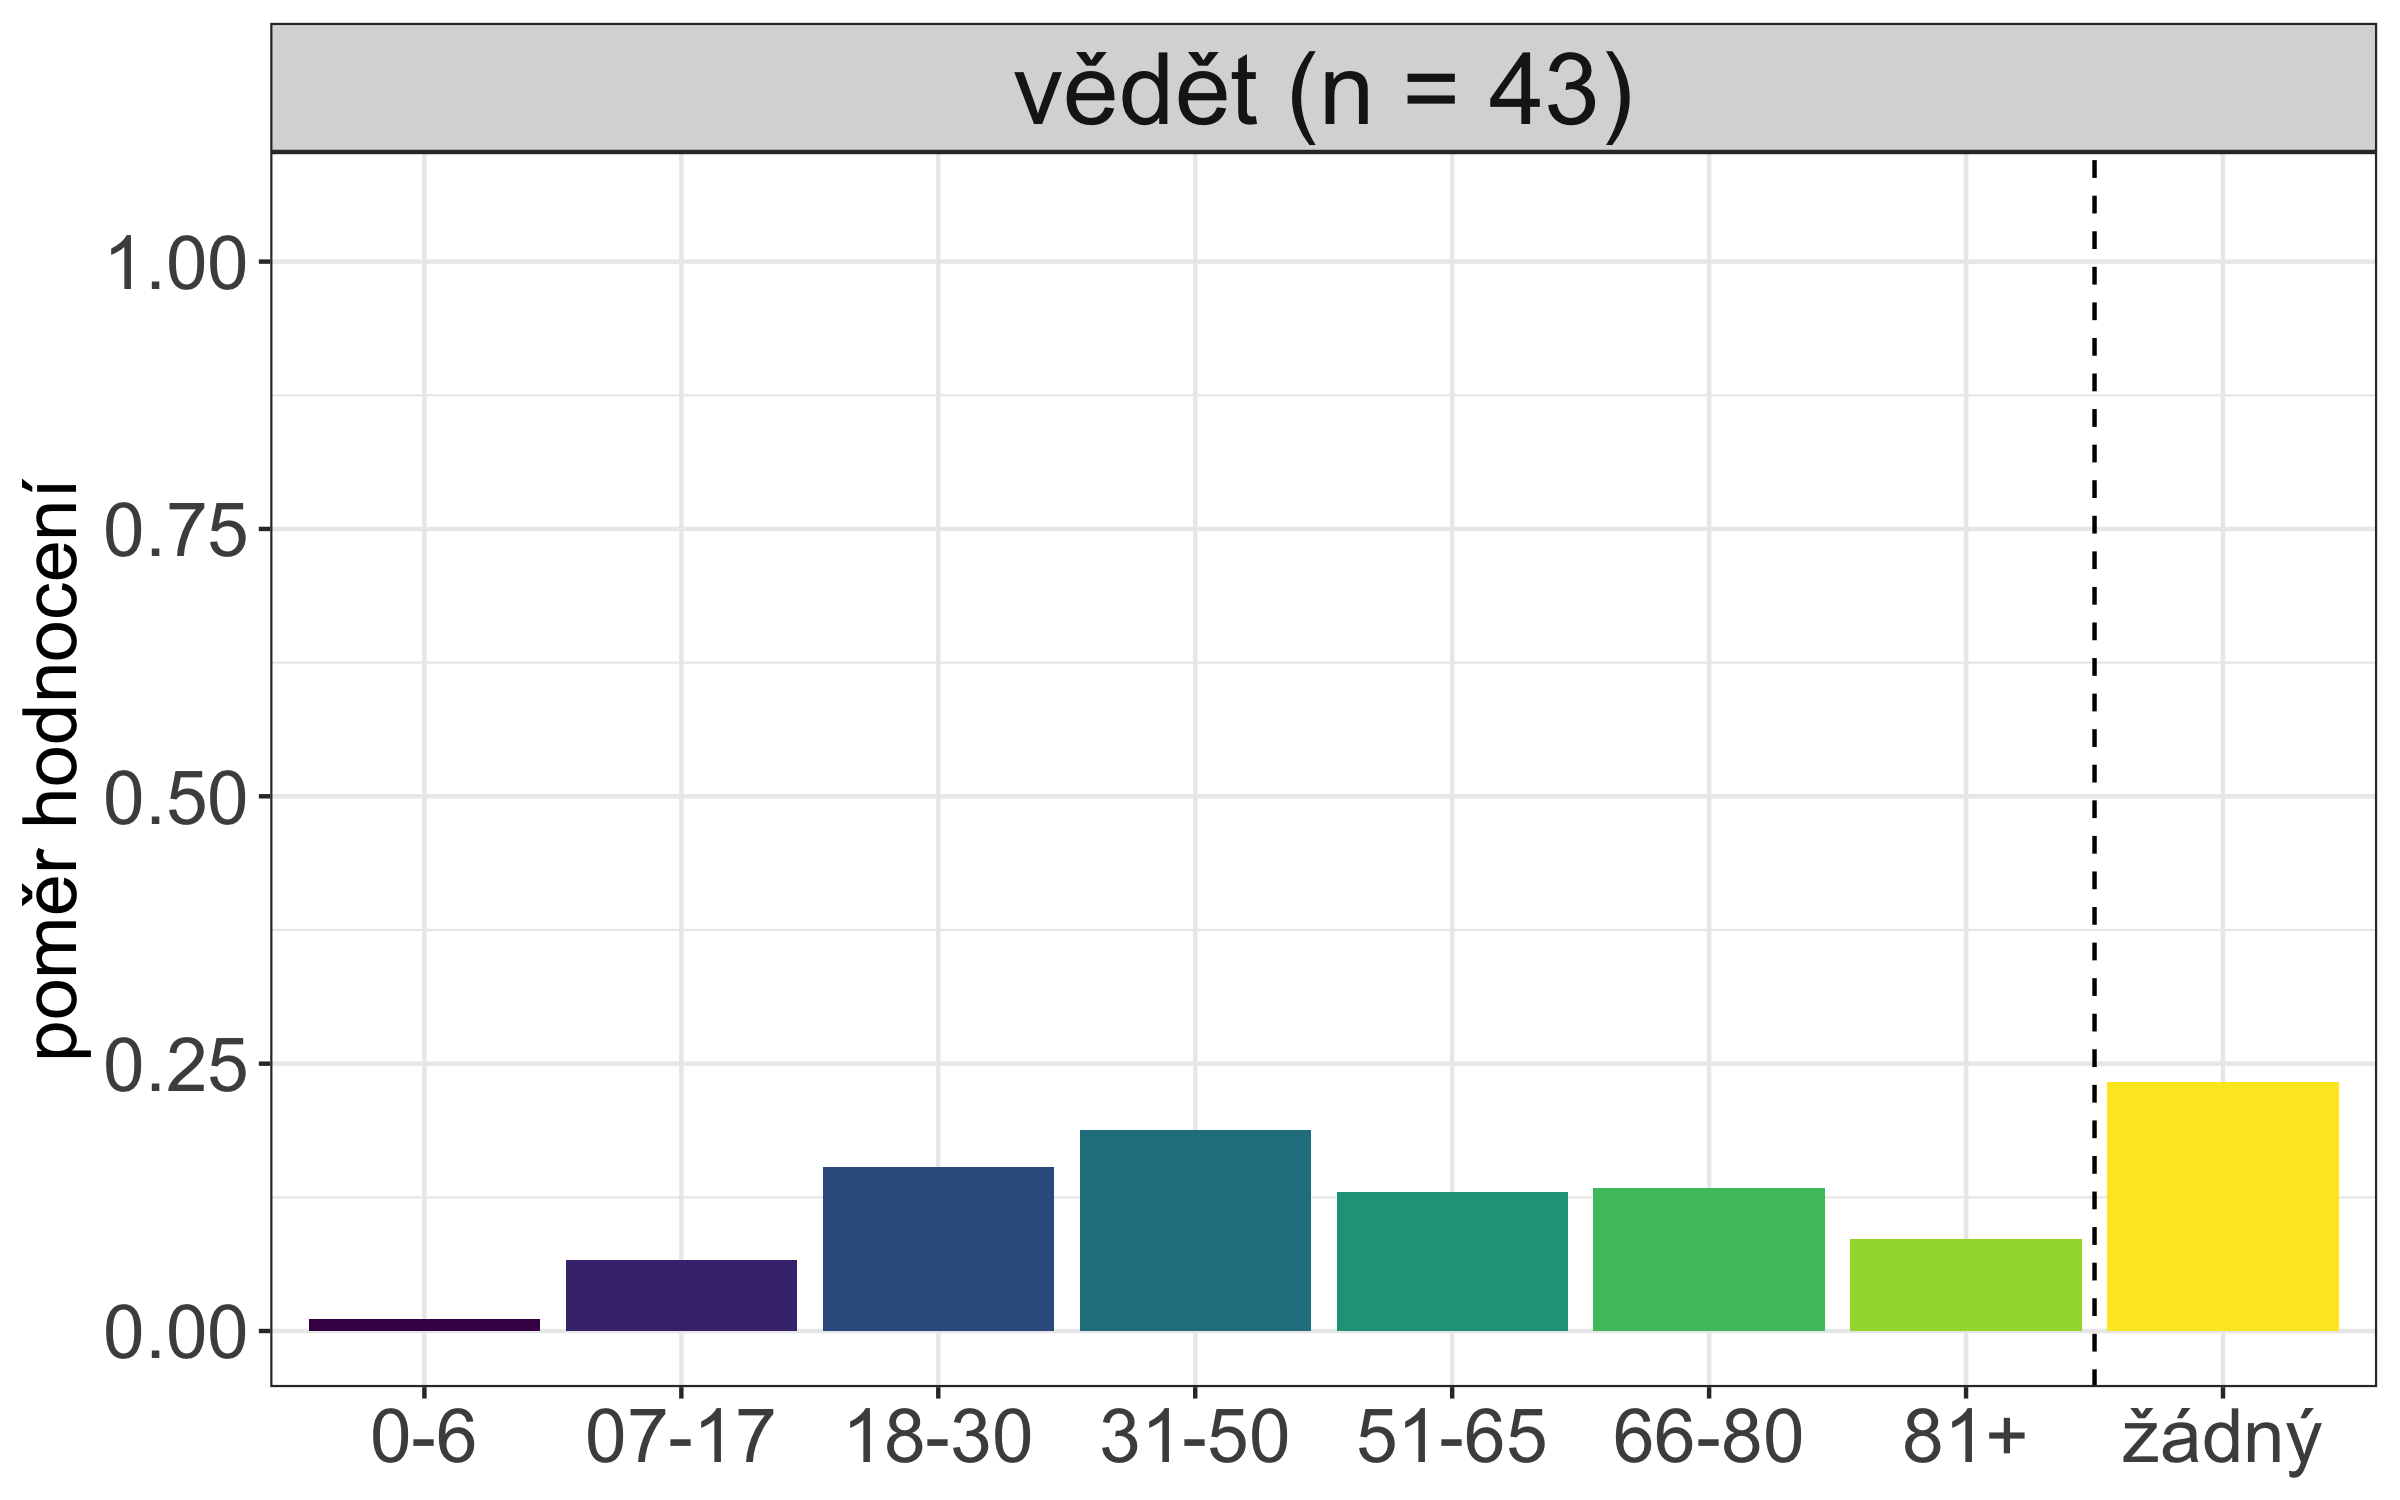 vědět (n = 43)
poměr hodnocení
1.00
0.75
0.50
0.25
0.00
0-6 07-17 18-30 31-50 51-65 66-80 81+ žádný